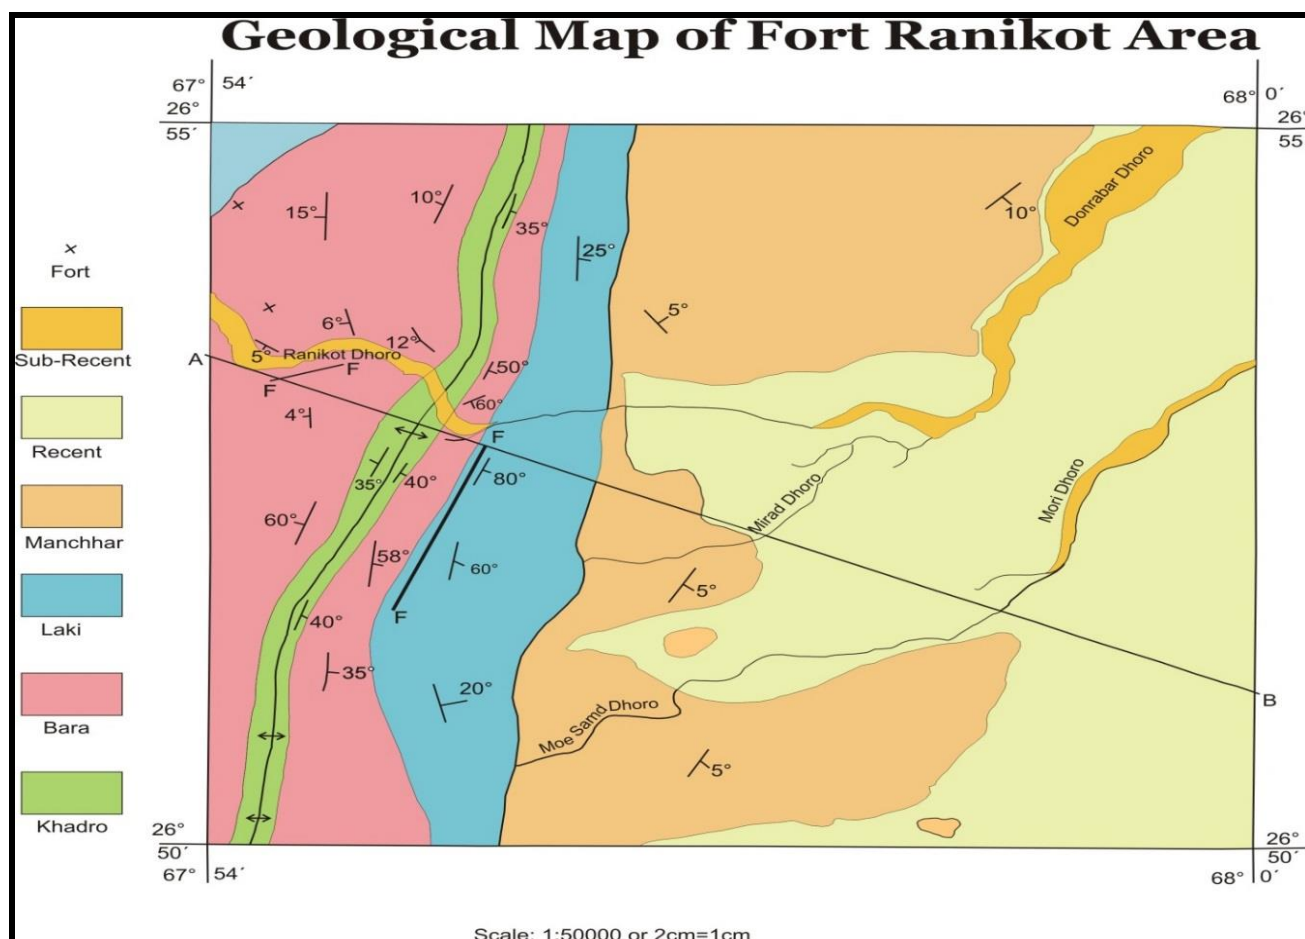 Geological Map of Fort Ranikot Area
67° 54′
68° 0′
26°
55′
26°
55′
Donrabar Dhoro
10°
15°
35°
10°
25°
×
Fort
5°
6°
12°
Sub-Recent
A
5°
Ranikot Dhoro
F
F
50°
60°
4°
F
Recent
35°
40°
80°
Mirad Dhoro
Mori Dhoro
60°
Manchhar
58°
60°
5°
F
40°
Laki
35°
20°
B
Moe Samd Dhoro
Bara
5°
Khadro
26°
50′
26°
50′
67° 54′
68° 0′
Scale: 1:50000 or 2cm=1cm